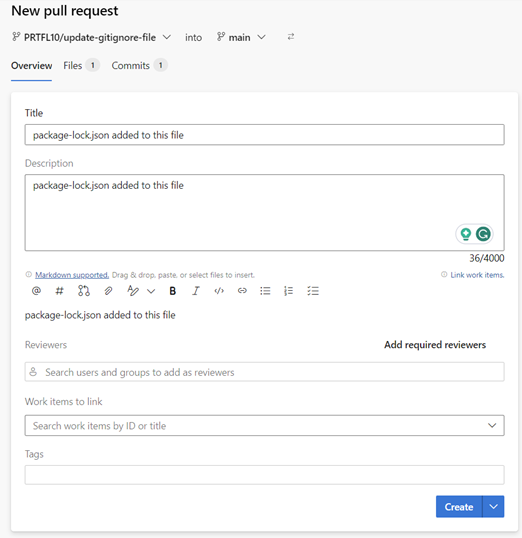 New pull request
PRTFL10/update-gitignore-file into main
Overview Files 1 Commits 1
Title
package-lock.json added to this file
Description
package-lock.json added to this file
36/4000
Markdown supported. Drag & drop, paste, or select files to insert. Link work items.
@ # B I </>
package-lock.json added to this file
Reviewers Add required reviewers
Search users and groups to add as reviewers
Work items to link
Search work items by ID or title
Tags
Create